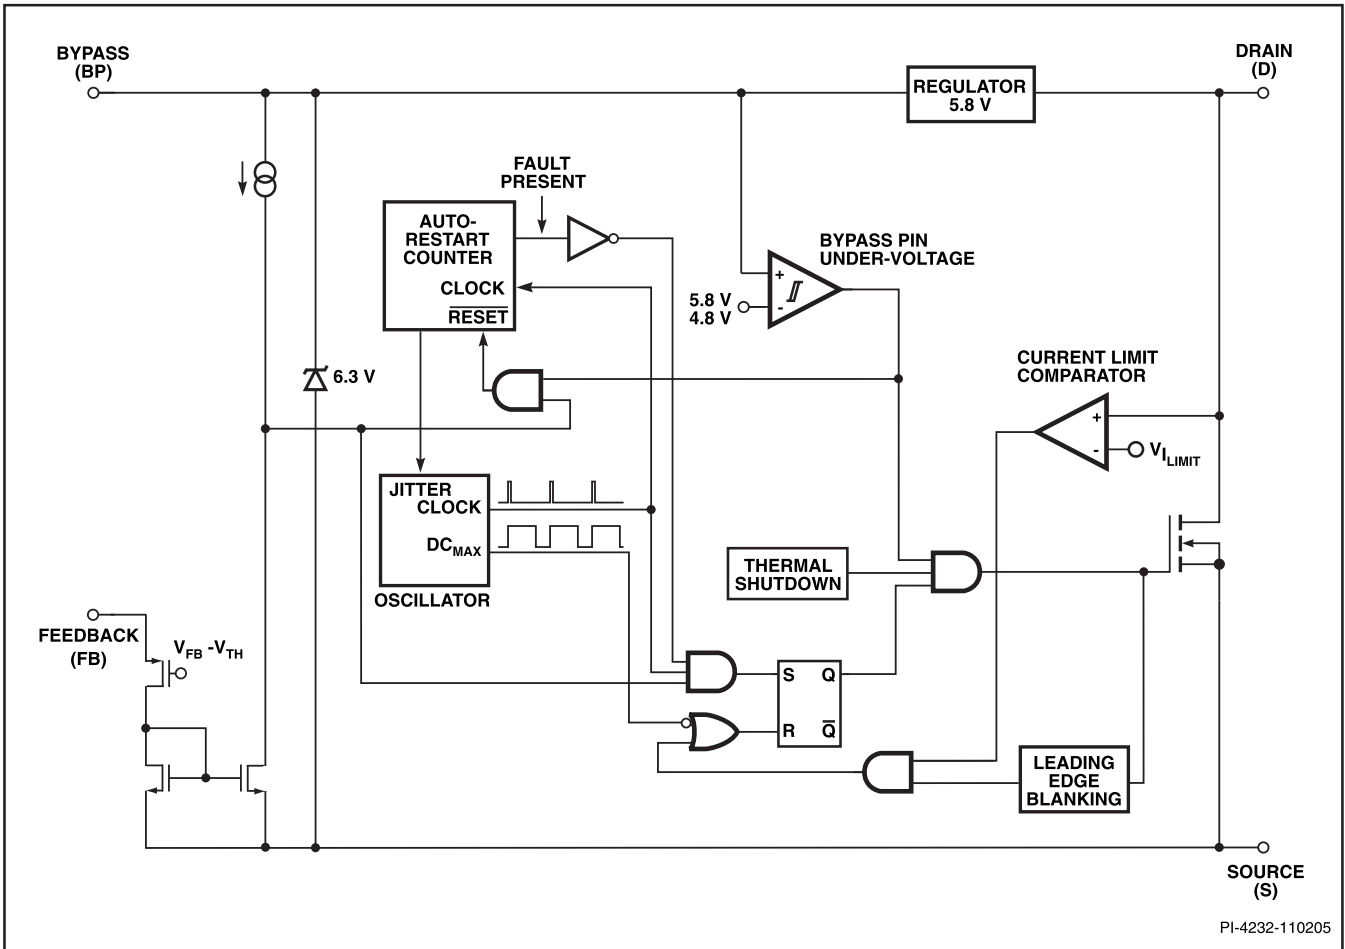 BYPASS
(BP)
DRAIN
(D)
REGULATOR
5.8 V
FAULT
PRESENT
AUTO-
RESTART
COUNTER
CLOCK
RESET
BYPASS PIN
UNDER-VOLTAGE
+
-
5.8 V
4.8 V
6.3 V
CURRENT LIMIT
COMPARATOR
+
-
VILIMIT
JITTER
CLOCK
DCMAX
OSCILLATOR
THERMAL
SHUTDOWN
FEEDBACK
(FB)
VFB -VTH
S Q
R Q
LEADING
EDGE
BLANKING
SOURCE
(S)
PI-4232-110205